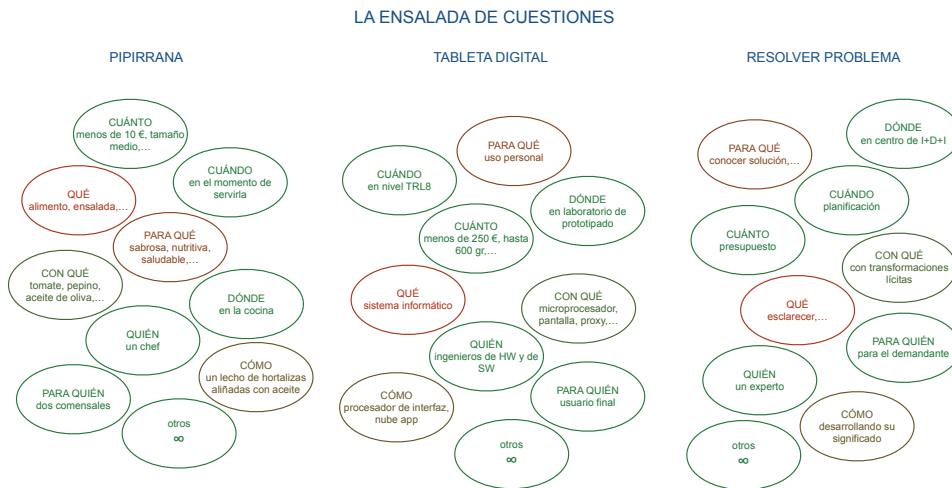 LA ENSALADA DE CUESTIONES
PIPIRRANA
CUÁNTO
menos de 10 €, tamaño
medio,…
CUÁNDO
en el momento de
servirla
QUÉ
alimento, ensalada,…
PARA QUÉ
sabrosa, nutritiva,
saludable,…
CON QUÉ
tomate, pepino,
aceite de oliva,…
DÓNDE
en la cocina
QUIÉN
un chef
CÓMO
un lecho de hortalizas
aliñadas con aceite
PARA QUIÉN
dos comensales
otros
∞
TABLETA DIGITAL
PARA QUÉ
uso personal
CUÁNDO
en nivel TRL8
DÓNDE
en laboratorio de
prototipado
CUÁNTO
menos de 250 €, hasta
600 gr,…
QUÉ
sistema informático
CON QUÉ
microprocesador,
pantalla, proxy,…
QUIÉN
ingenieros de HW y de
SW
CÓMO
procesador de interfaz,
nube app
PARA QUIÉN
usuario final
otros
∞
RESOLVER PROBLEMA
DÓNDE
en centro de I+D+I
PARA QUÉ
conocer solución,…
CUÁNDO
planificación
CUÁNTO
presupuesto
CON QUÉ
con transformaciones
lícitas
QUÉ
esclarecer,…
PARA QUIÉN
para el demandante
QUIÉN
un experto
CÓMO
desarrollando su
significado
otros
∞